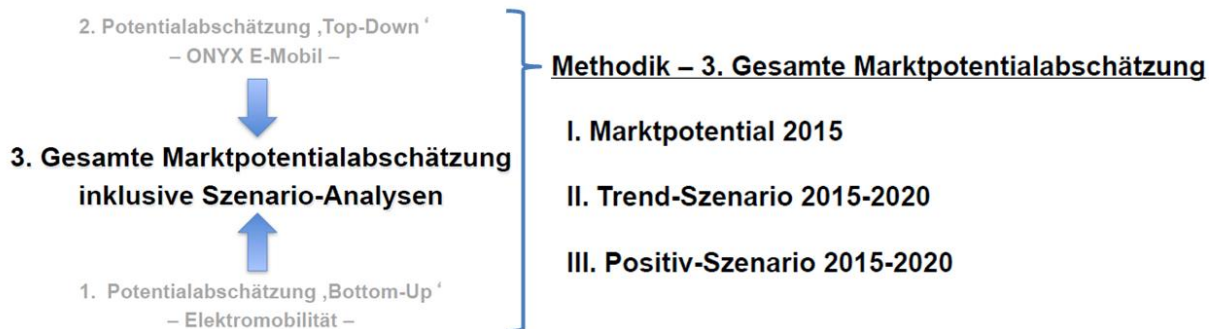 2. Potentialabschätzung ‚Top-Down ‘
– ONYX E-Mobil –
3. Gesamte Marktpotentialabschätzung
inklusive Szenario-Analysen
1. Potentialabschätzung ‚Bottom-Up ‘
– Elektromobilität –
Methodik – 3. Gesamte Marktpotentialabschätzung
I. Marktpotential 2015
II. Trend-Szenario 2015-2020
III. Positiv-Szenario 2015-2020